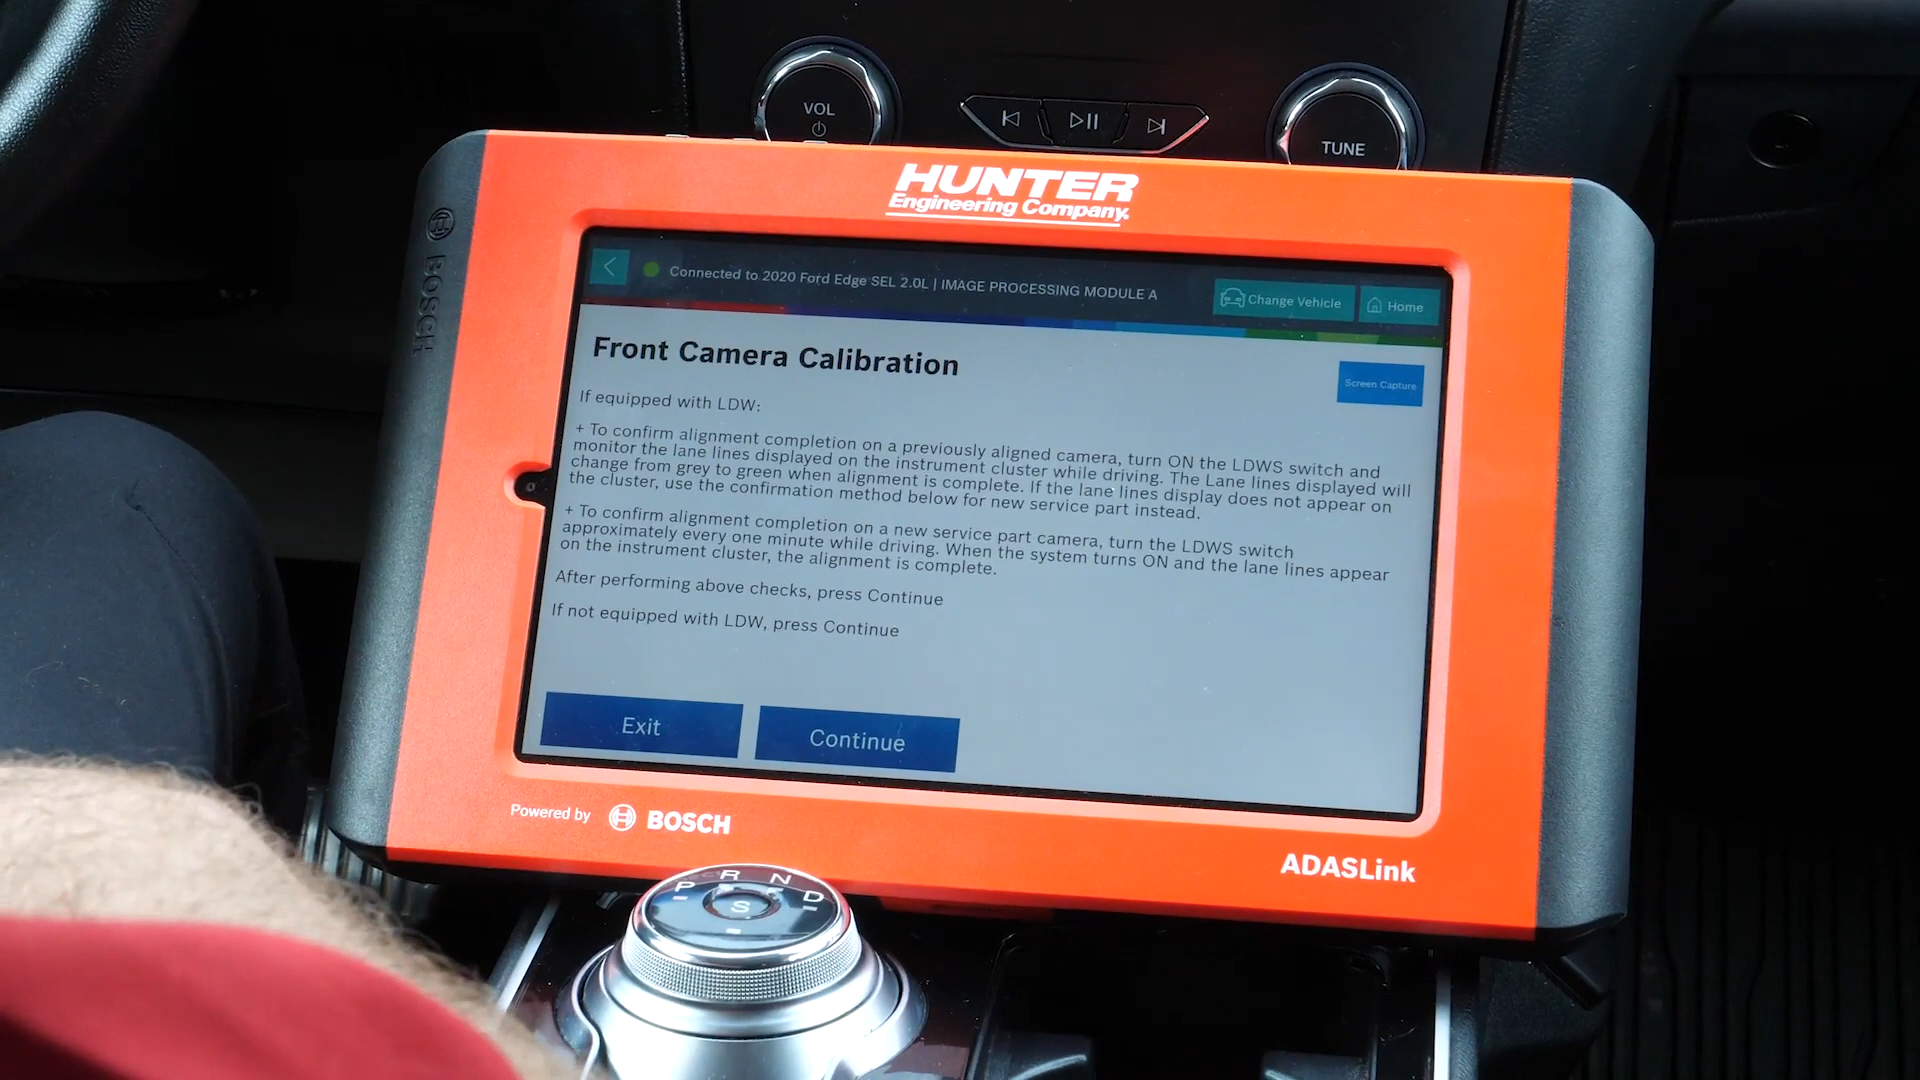 VOL
TUNE
HUNTER
Engineering Company.
BOSCH
Connected to 2020 Ford Edge SEL 2.0L | IMAGE PROCESSING MODULE A
Change Vehicle
Home
Front Camera Calibration
Screen Capture
If equipped with LDW:
+ To confirm alignment completion on a previously aligned camera, turn ON the LDWS switch and
monitor the lane lines displayed on the instrument cluster while driving. The Lane lines displayed will
change from grey to green when alignment is complete. If the lane lines display does not appear on
the cluster, use the confirmation method below for new service part instead.
+ To confirm alignment completion on a new service part camera, turn the LDWS switch
approximately every one minute while driving. When the system turns ON and the lane lines appear
on the instrument cluster, the alignment is complete.
After performing above checks, press Continue
If not equipped with LDW, press Continue
Exit
Continue
Powered by BOSCH
ADASLink
P R N D
S